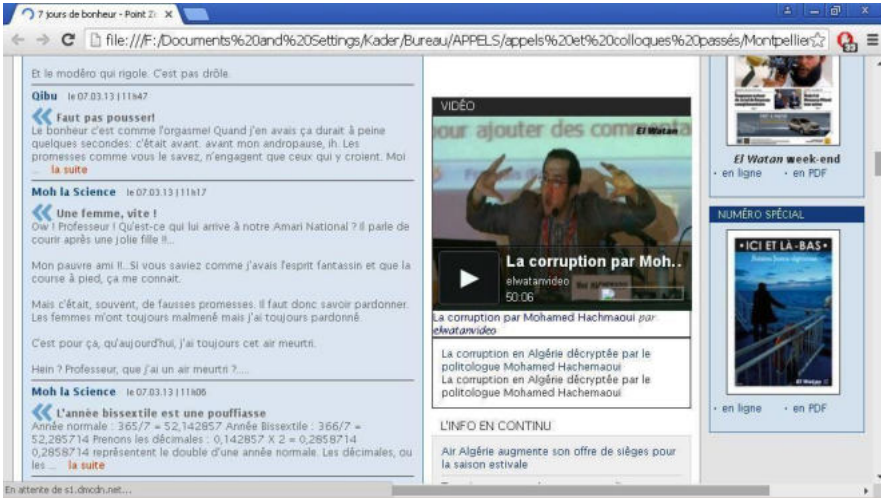 7 jours de bonheur - Point Z
file:///F:/Documents%20and%20Settings/Kader/Bureau/APPELS/appels%20et%20colloques%20passés/Montpellier
Et le modéro qui rigole. C'est pas drôle.
Qibu le 07.03.13 | 11h47
Faut pas pousser!
Le bonheur c'est comme l'orgasme! Quand j'en avais ça durait à peine
quelques secondes: c'était avant. avant mon andropause, ih. Les
promesses comme vous le savez, n'engagent que ceux qui y croient. Moi
... la suite
Moh la Science le 07.03.13 | 11h17
Une femme, vite !
Ow ! Professeur ! Qu'est-ce qui lui arrive à notre Amari National ? Il parle de
courir après une jolie fille !!...
Mon pauvre ami !!...Si vous saviez comme j'avais l'esprit fantassin et que la
course à pied, ça me connait.
Mais c'était, souvent, de fausses promesses. Il faut donc savoir pardonner.
Les femmes m'ont toujours malmené mais j'ai toujours pardonné.
C'est pour ça, qu'aujourd'hui, j'ai toujours cet air meurtri.
Hein ? Professeur, que j'ai un air meurtri ?.....
Moh la Science le 07.03.13 | 11h06
L'année bissextile est une pouffiasse
Année normale : 365/7 = 52,142857 Année Bissextile : 366/7 =
52,285714 Prenons les décimales : 0,142857 X 2 = 0,2858714
0,2858714 représentent le double d'une année normale. Les décimales, ou
les ... la suite
En attente de s1.dmcdn.net...
VIDÉO
pour ajouter des commenta
El Watan
La corruption par Moh..
elwatanvideo
50:06
La corruption par Mohamed Hachmaoui par
elwatanvideo
La corruption en Algérie décryptée par le
politologue Mohamed Hachemaoui
La corruption en Algérie décryptée par le
politologue Mohamed Hachemaoui
L'INFO EN CONTINU
Air Algérie augmente son offre de sièges pour
la saison estivale
El Watan week-end
• en ligne • en PDF
NUMÉRO SPÉCIAL
• ICI ET LÀ-BAS •
El Watan
• en ligne • en PDF